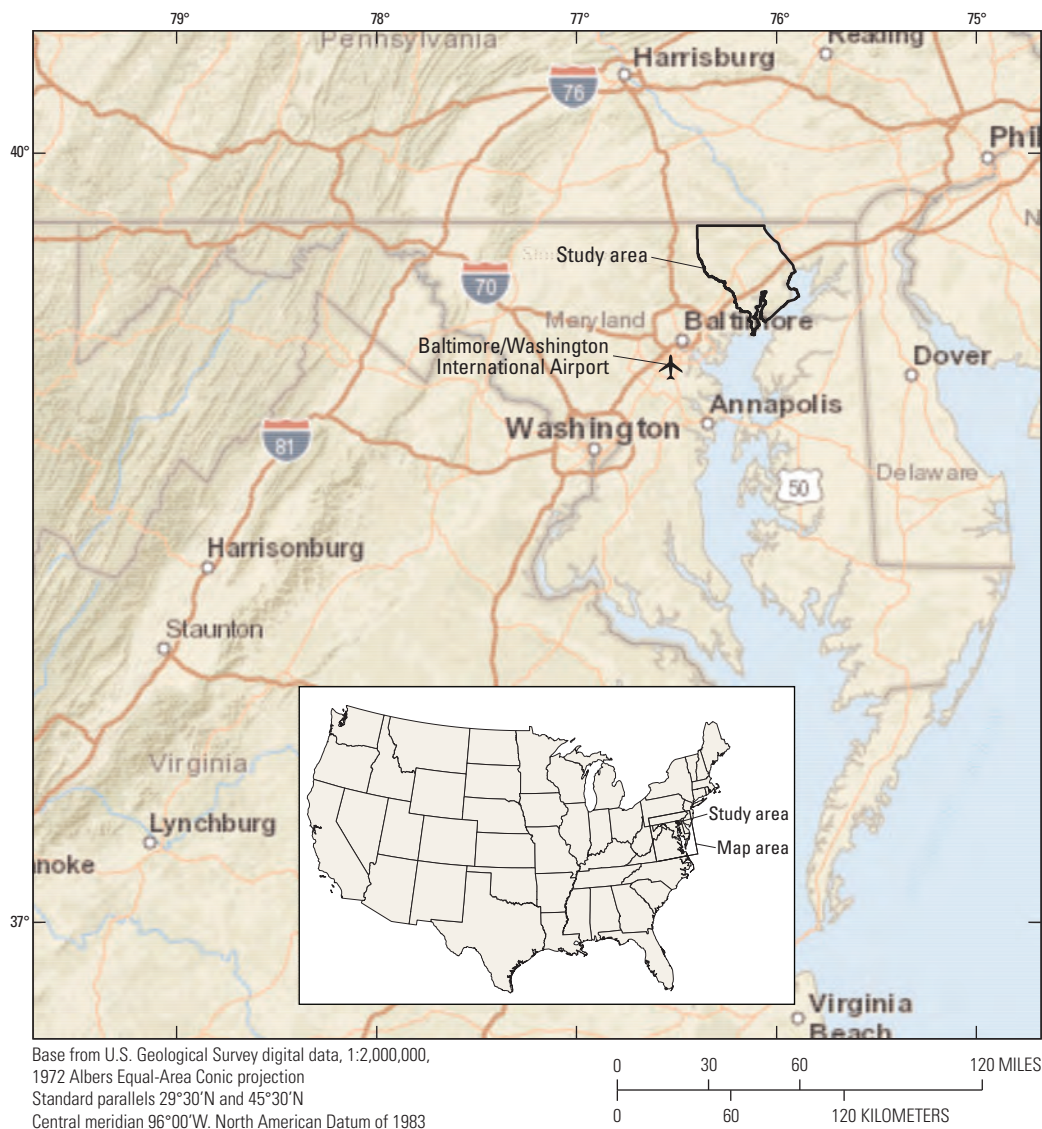 79° 78° 77° 76° 75°
Pennsylvania
Reading
Harrisburg
76
40°
Phil
N
Study area
70
Maryland
Baltimore
Baltimore/Washington
International Airport
Dover
Annapolis
Washington
81
50
Delaware
Harrisonburg
Staunton
Virginia
Lynchburg
Study area
Map area
noke
37°
Virginia
Beach
Base from U.S. Geological Survey digital data, 1:2,000,000,
1972 Albers Equal-Area Conic projection
Standard parallels 29°30’N and 45°30’N
Central meridian 96°00’W. North American Datum of 1983
0 30 60 120 MILES
0 60 120 KILOMETERS